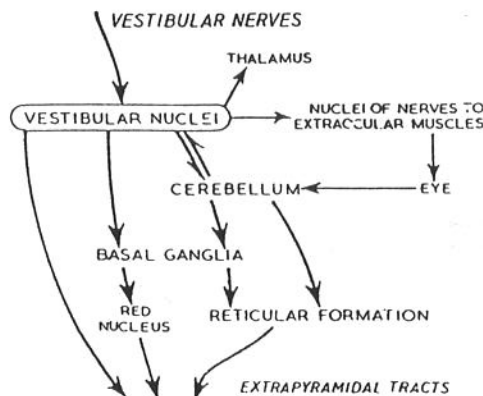 VESTIBULAR NERVES
THALAMUS
VESTIBULAR NUCLEI
NUCLEI OF NERVES TO
EXTRAOCULAR MUSCLES
CEREBELLUM
EYE
BASAL GANGLIA
RED
NUCLEUS
RETICULAR FORMATION
EXTRAPYRAMIDAL TRACTS